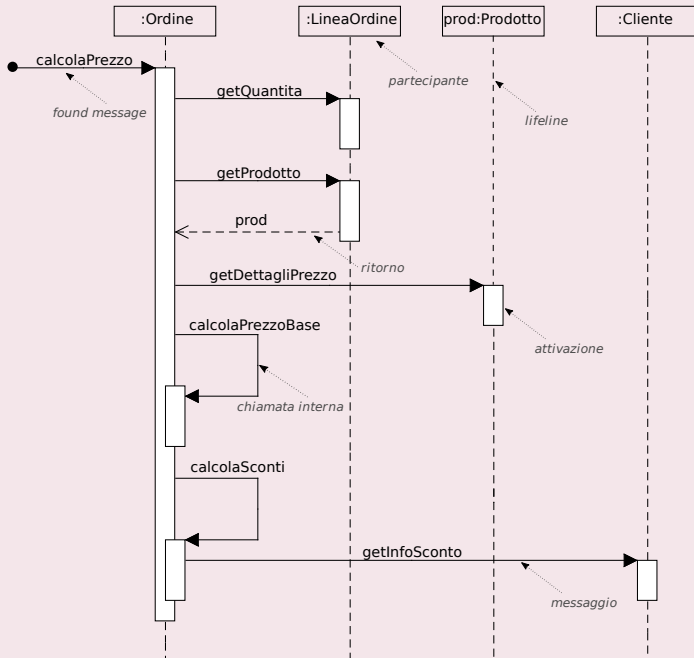 :Ordine
:LineaOrdine
prod:Prodotto
:Cliente
calcolaPrezzo
partecipante
found message
getQuantita
lifeline
getProdotto
prod
ritorno
getDettagliPrezzo
calcolaPrezzoBase
attivazione
chiamata interna
calcolaSconti
getInfoSconto
messaggio